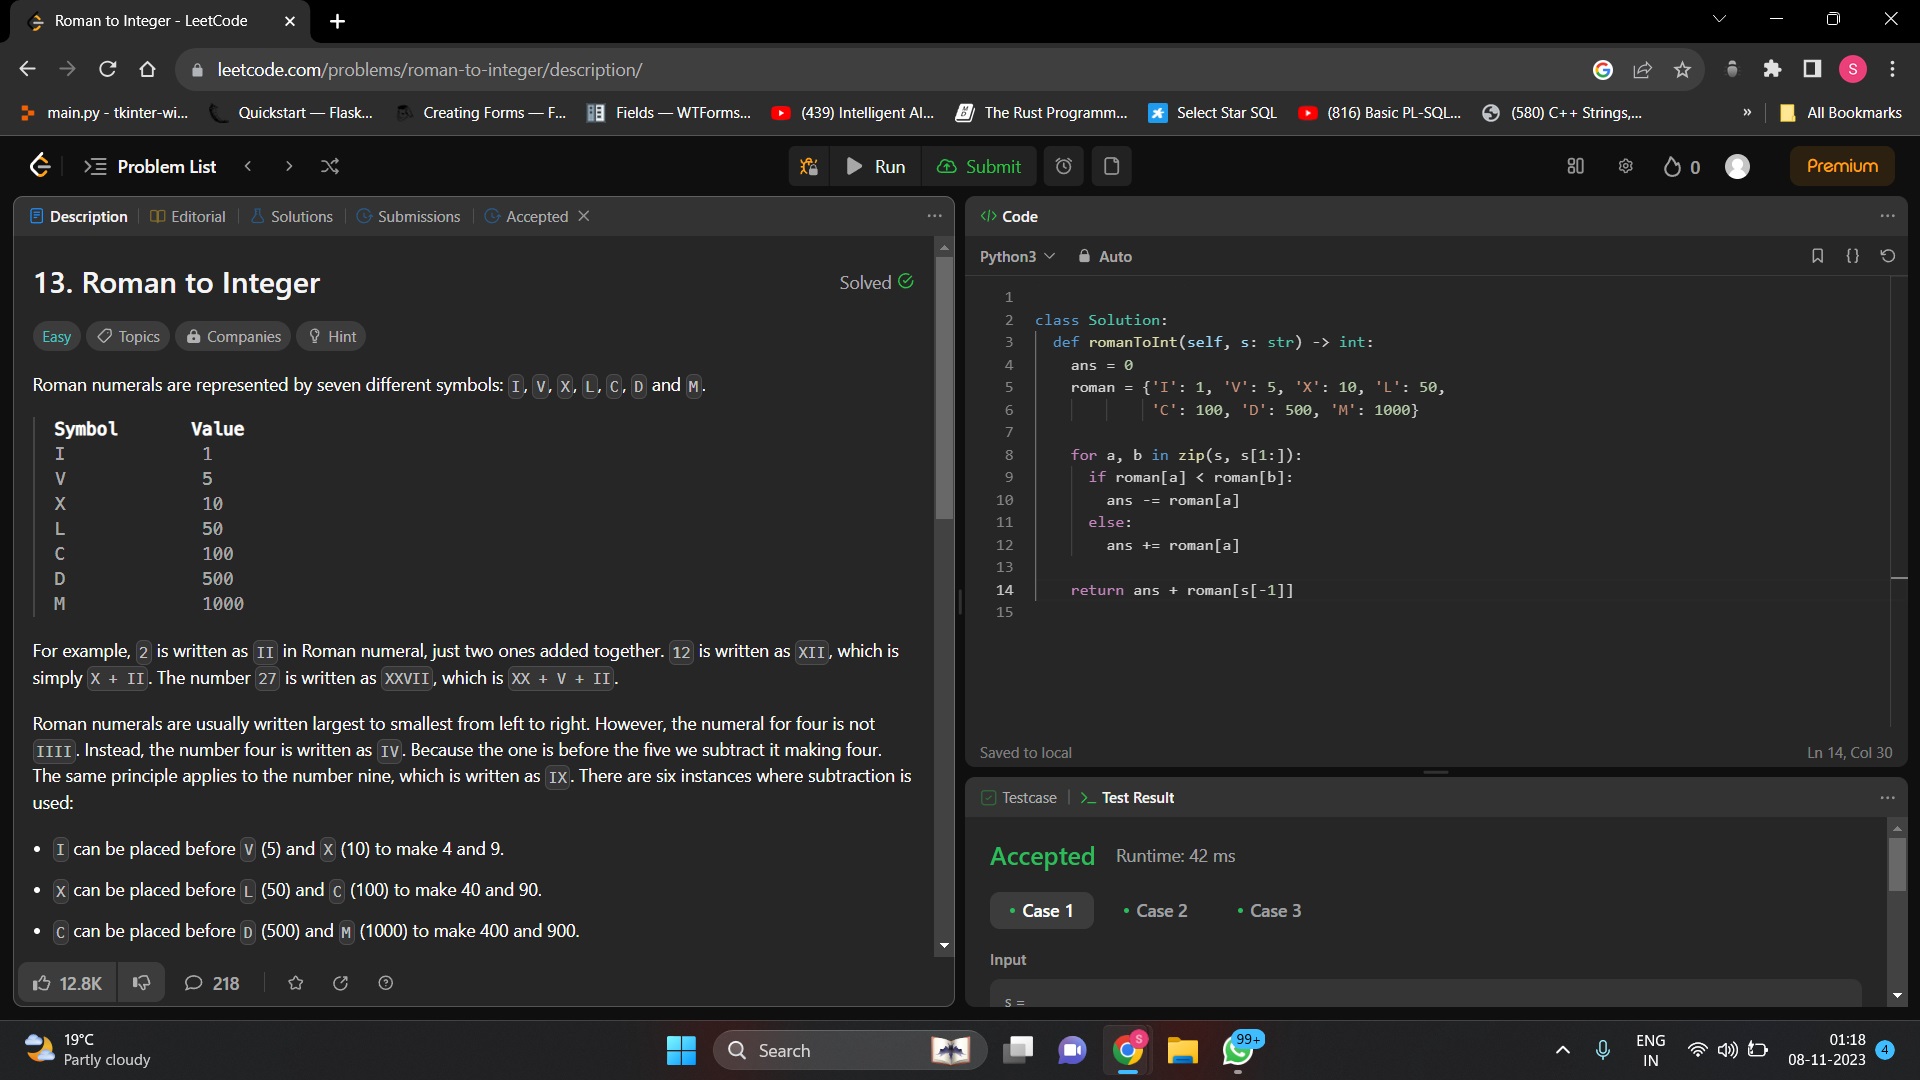 Roman to Integer - LeetCode
leetcode.com/problems/roman-to-integer/description/
S
main.py - tkinter-wi... Quickstart — Flask... Creating Forms — F... Fields — WTForms... (439) Intelligent AI... The Rust Programm... Select Star SQL (816) Basic PL-SQL... (580) C++ Strings,... » All Bookmarks
Problem List Run Submit 0 Premium
Description Editorial Solutions Submissions Accepted
13. Roman to Integer
Solved
Easy Topics Companies Hint
Roman numerals are represented by seven different symbols: I, V, X, L, C, D and M.
Symbol Value
I 1
V 5
X 10
L 50
C 100
D 500
M 1000
For example, 2 is written as II in Roman numeral, just two ones added together. 12 is written as XII, which is
simply X + II. The number 27 is written as XXVII, which is XX + V + II.
Roman numerals are usually written largest to smallest from left to right. However, the numeral for four is not
IIII. Instead, the number four is written as IV. Because the one is before the five we subtract it making four.
The same principle applies to the number nine, which is written as IX. There are six instances where subtraction is
used:
• I can be placed before V (5) and X (10) to make 4 and 9.
• X can be placed before L (50) and C (100) to make 40 and 90.
• C can be placed before D (500) and M (1000) to make 400 and 900.
12.8K 218
</> Code
Python3 Auto
1
2 class Solution:
3 def romanToInt(self, s: str) -> int:
4 ans = 0
5 roman = {'I': 1, 'V': 5, 'X': 10, 'L': 50,
6 'C': 100, 'D': 500, 'M': 1000}
7
8 for a, b in zip(s, s[1:]):
9 if roman[a] < roman[b]:
10 ans -= roman[a]
11 else:
12 ans += roman[a]
13
14 return ans + roman[s[-1]]
15
Saved to local Ln 14, Col 30
Testcase >_ Test Result
Accepted Runtime: 42 ms
• Case 1 • Case 2 • Case 3
Input
s =
19°C
Partly cloudy
Search
S
99+
ENG
IN
01:18
08-11-2023
4